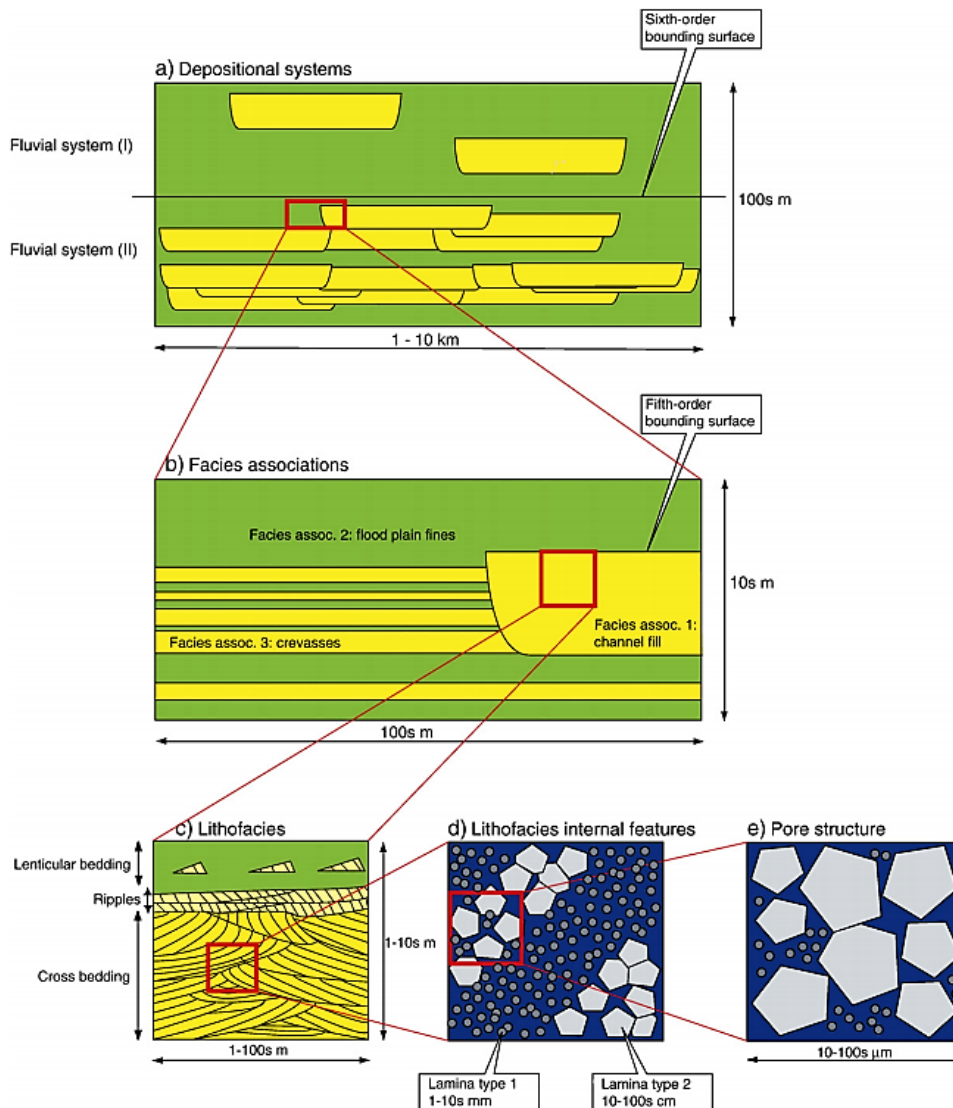 Sixth-order
bounding surface
a) Depositional systems
Fluvial system (I)
100s m
Fluvial system (II)
1 - 10 km
Fifth-order
bounding surface
b) Facies associations
Facies assoc. 2: flood plain fines
10s m
Facies assoc. 1:
channel fill
Facies assoc. 3: crevasses
100s m
c) Lithofacies
d) Lithofacies internal features
e) Pore structure
Lenticular bedding
Ripples
1-10s m
Cross bedding
1-100s m
10-100s μm
Lamina type 1
1-10s mm
Lamina type 2
10-100s cm